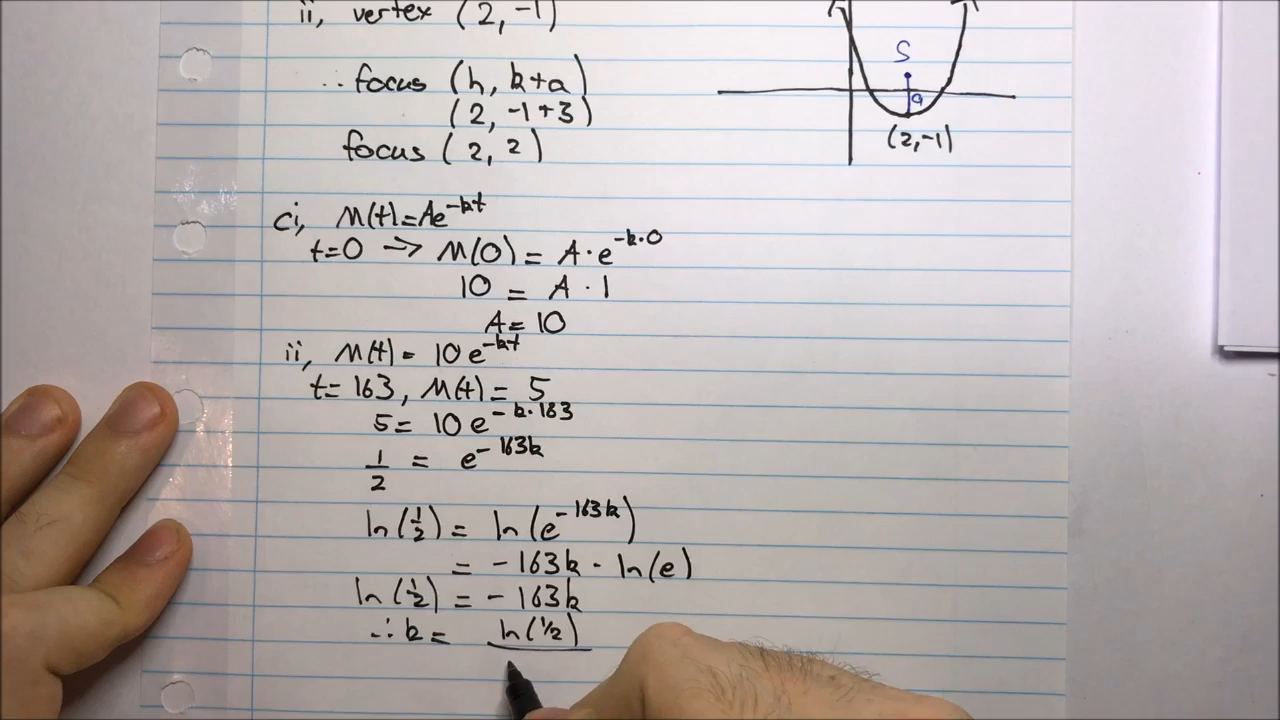 ii, vertex (2, -1)
∴ focus (h, k+a)
(2, -1+3)
focus (2, 2)
S
a
(2,-1)
ci, M(t)=Ae^-kt
t=0 → M(0) = A·e^-k·0
10 = A · 1
A= 10
ii, M(t)= 10e^-kt
t= 163, M(t)= 5
5= 10e^-k·163
1/2 = e^-163k
ln(1/2) = ln(e^-163k)
= -163k · ln(e)
ln(1/2) = -163k
∴ k= ln(1/2)